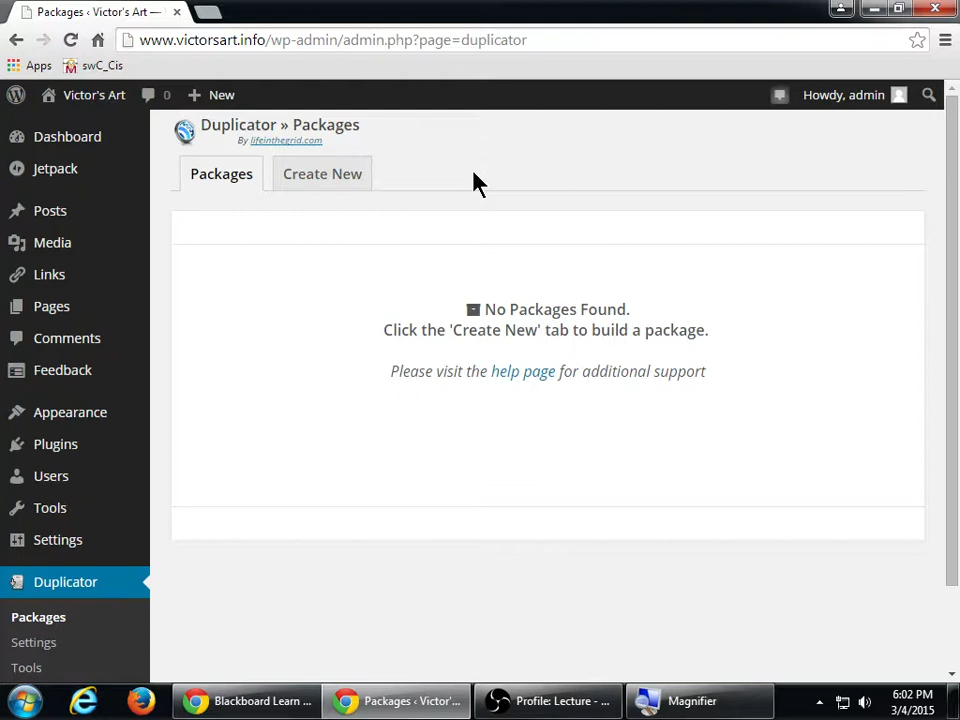 Packages ‹ Victor's Art —
www.victorsart.info/wp-admin/admin.php?page=duplicator
Apps
swC_Cis
Victor's Art
0
New
Howdy, admin
Dashboard
Jetpack
Posts
Media
Links
Pages
Comments
Feedback
Appearance
Plugins
Users
Tools
Settings
Duplicator
Packages
Settings
Tools
Duplicator » Packages
By lifeinthegrid.com
Packages
Create New
No Packages Found.
Click the 'Create New' tab to build a package.
Please visit the help page for additional support
Blackboard Learn ...
Packages ‹ Victor'...
Profile: Lecture - ...
Magnifier
6:02 PM
3/4/2015